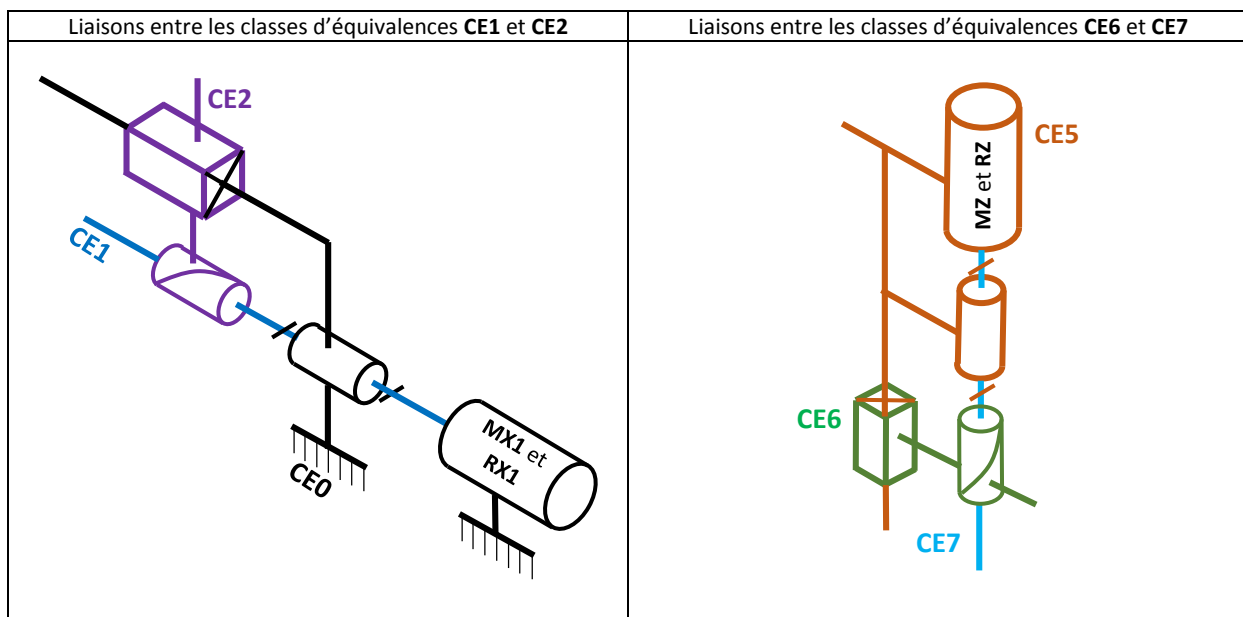 Liaisons entre les classes d’équivalences CE1 et CE2
Liaisons entre les classes d’équivalences CE6 et CE7
CE2
CE1
MX1 et
RX1
CE0
CE5
MZ et RZ
CE6
CE7